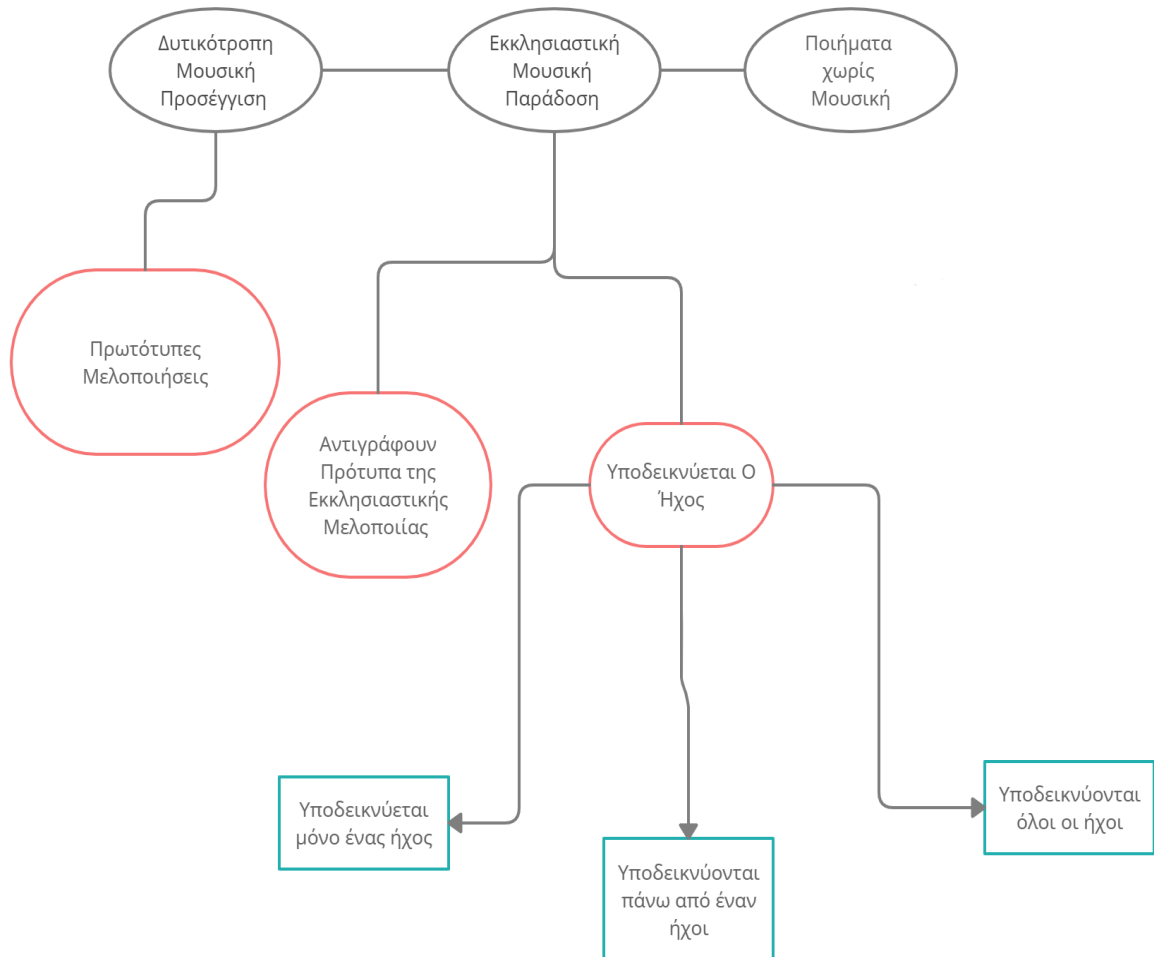 Δυτικότροπη
Μουσική
Προσέγγιση
Εκκλησιαστική
Μουσική
Παράδοση
Ποιήματα
χωρίς
Μουσική
Πρωτότυπες
Μελοποιήσεις
Αντιγράφουν
Πρότυπα της
Εκκλησιαστικής
Μελοποιίας
Υποδεικνύεται Ο
Ήχος
Υποδεικνύεται
μόνο ένας ήχος
Υποδεικνύονται
πάνω από έναν
ήχοι
Υποδεικνύονται
όλοι οι ήχοι